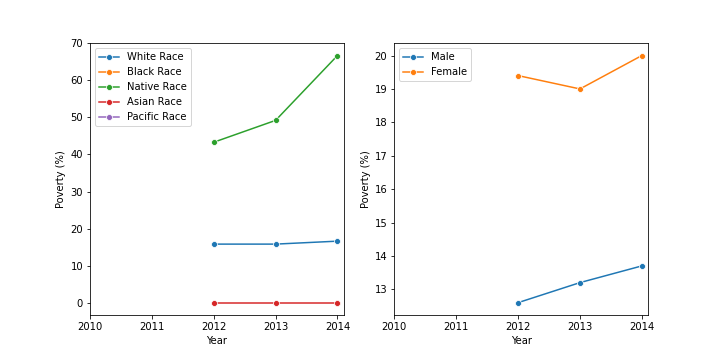 70
60
50
40
30
20
10
0
Poverty (%)
White Race
Black Race
Native Race
Asian Race
Pacific Race
2010 2011 2012 2013 2014
Year
20
19
18
17
16
15
14
13
Poverty (%)
Male
Female
2010 2011 2012 2013 2014
Year